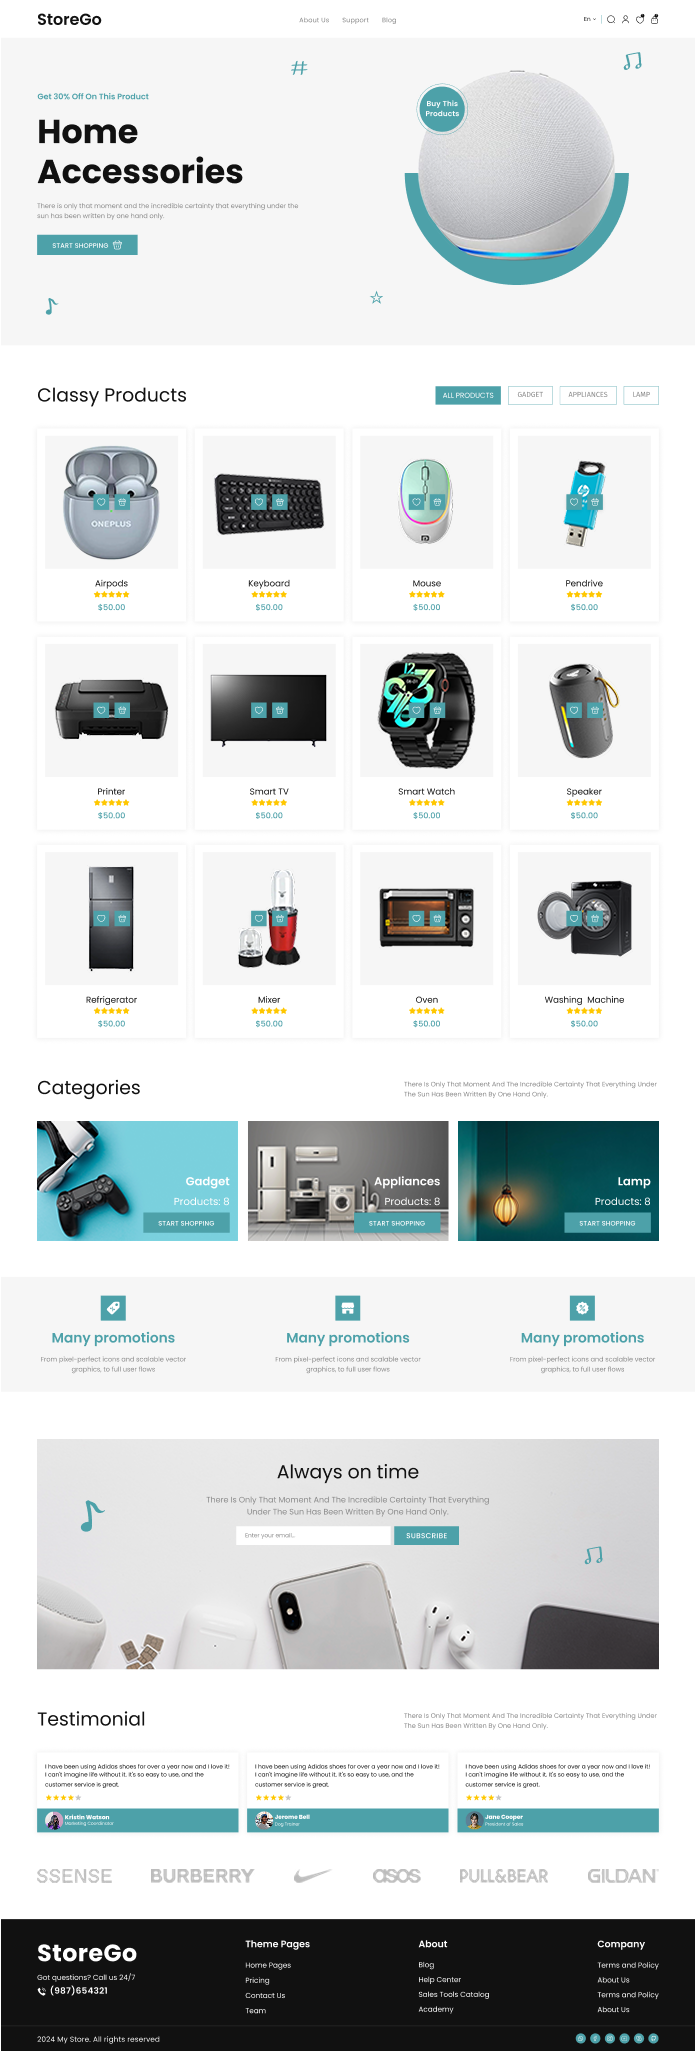 StoreGo
About Us Support Blog
En
Get 30% Off On This Product
Buy This
Products
Home
Accessories
There is only that moment and the incredible certainty that everything under the
sun has been written by one hand only.
START SHOPPING
Classy Products
ALL PRODUCTS GADGET APPLIANCES LAMP
ONEPLUS
hp
Airpods Keyboard Mouse Pendrive
$50.00 $50.00 $50.00 $50.00
Printer Smart TV Smart Watch Speaker
$50.00 $50.00 $50.00 $50.00
Refrigerator Mixer Oven Washing Machine
$50.00 $50.00 $50.00 $50.00
Categories
There Is Only That Moment And The Incredible Certainty That Everything Under
The Sun Has Been Written By One Hand Only.
Gadget Appliances Lamp
Products: 8 Products: 8 Products: 8
START SHOPPING START SHOPPING START SHOPPING
Many promotions Many promotions Many promotions
From pixel-perfect icons and scalable vector From pixel-perfect icons and scalable vector From pixel-perfect icons and scalable vector
graphics, to full user flows graphics, to full user flows graphics, to full user flows
Always on time
There Is Only That Moment And The Incredible Certainty That Everything
Under The Sun Has Been Written By One Hand Only.
Enter your email... SUBSCRIBE
Testimonial
There Is Only That Moment And The Incredible Certainty That Everything Under
The Sun Has Been Written By One Hand Only.
I have been using Adidas shoes for over a year now and I love it! I have been using Adidas shoes for over a year now and I love it! I have been using Adidas shoes for over a year now and I love it!
I can't imagine life without it. It's so easy to use, and the I can't imagine life without it. It's so easy to use, and the I can't imagine life without it. It's so easy to use, and the
customer service is great. customer service is great. customer service is great.
Kristin Watson Jerome Bell Jane Cooper
Marketing Coordinator Dog Trainer President of Sales
SSENSE BURBERRY asos PULL&BEAR GILDAN
StoreGo
Got questions? Call us 24/7
(987)654321
Theme Pages
Home Pages
Pricing
Contact Us
Team
About
Blog
Help Center
Sales Tools Catalog
Academy
Company
Terms and Policy
About Us
Terms and Policy
About Us
2024 My Store. All rights reserved